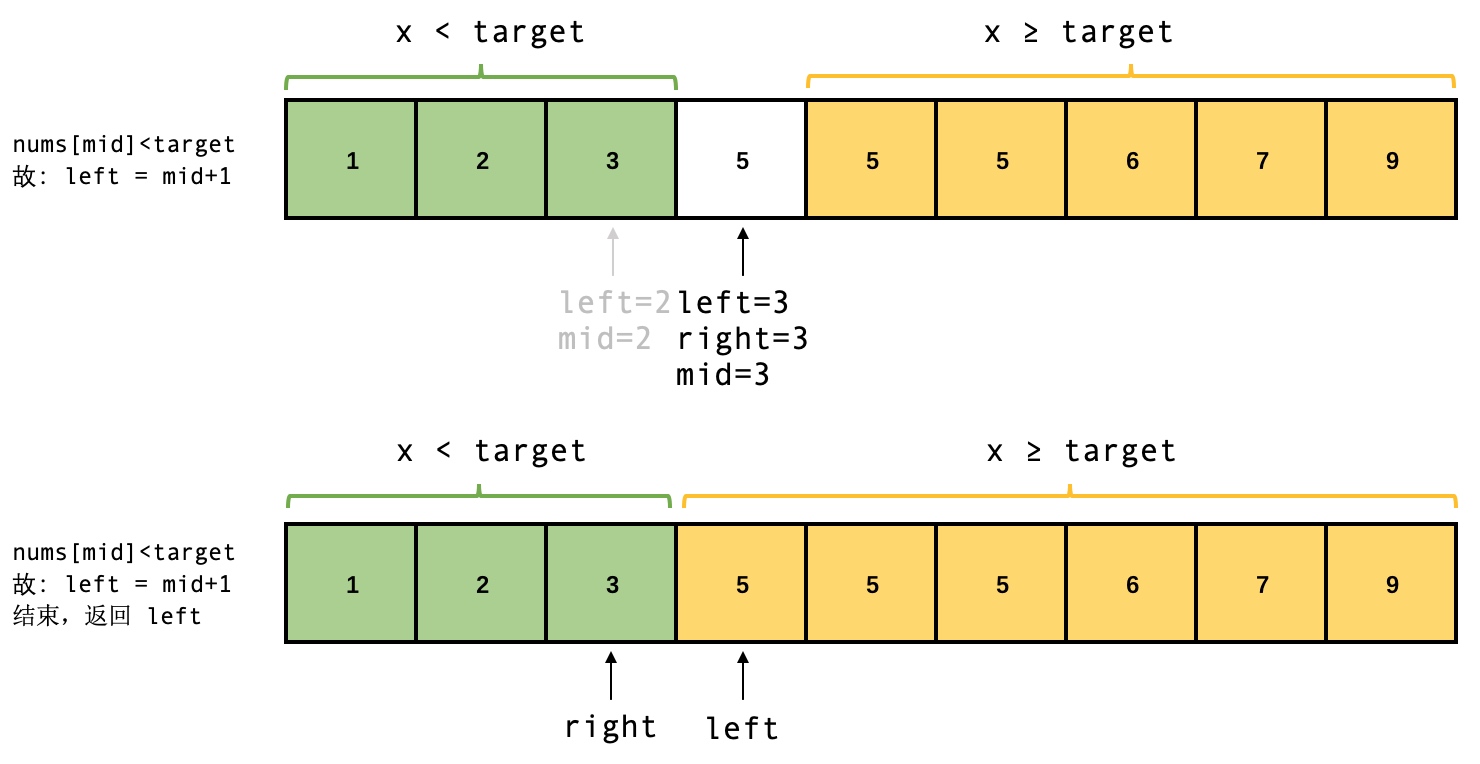 x < target
x ≥ target
nums[mid]<target
故: left = mid+1
1 2 3 5 5 5 6 7 9
left=2
mid=2
left=3
right=3
mid=3
x < target
x ≥ target
nums[mid]<target
故: left = mid+1
结束，返回 left
1 2 3 5 5 5 6 7 9
right
left